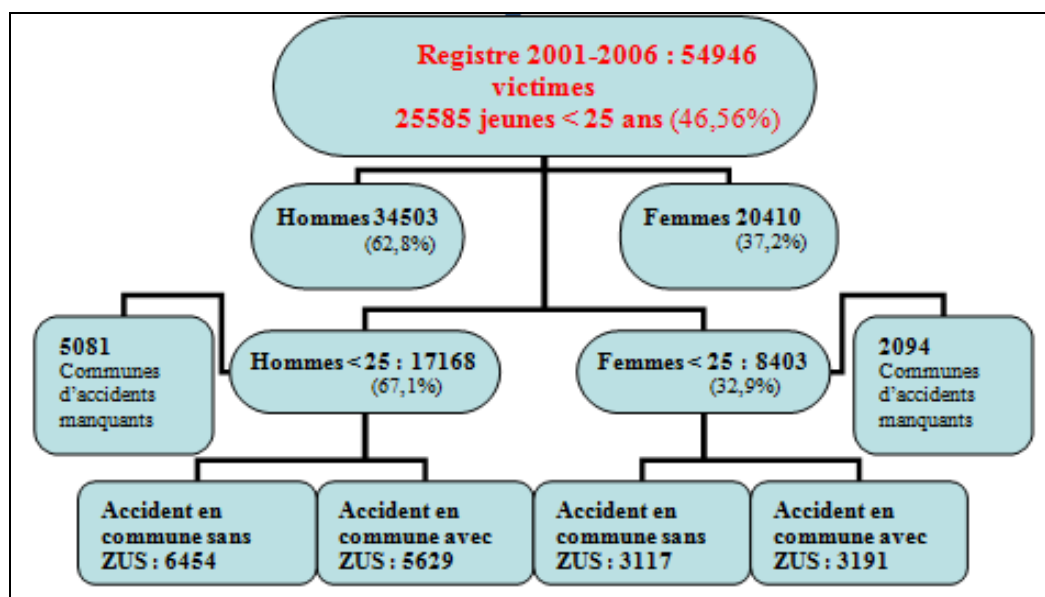 Registre 2001-2006 : 54946
victimes
25585 jeunes < 25 ans (46,56%)
Hommes 34503
(62,8%)
Femmes 20410
(37,2%)
5081
Communes
d'accidents
manquants
Hommes < 25 : 17168
(67,1%)
Femmes < 25 : 8403
(32,9%)
2094
Communes
d'accidents
manquants
Accident en
commune sans
ZUS : 6454
Accident en
commune avec
ZUS : 5629
Accident en
commune sans
ZUS : 3117
Accident en
commune avec
ZUS : 3191